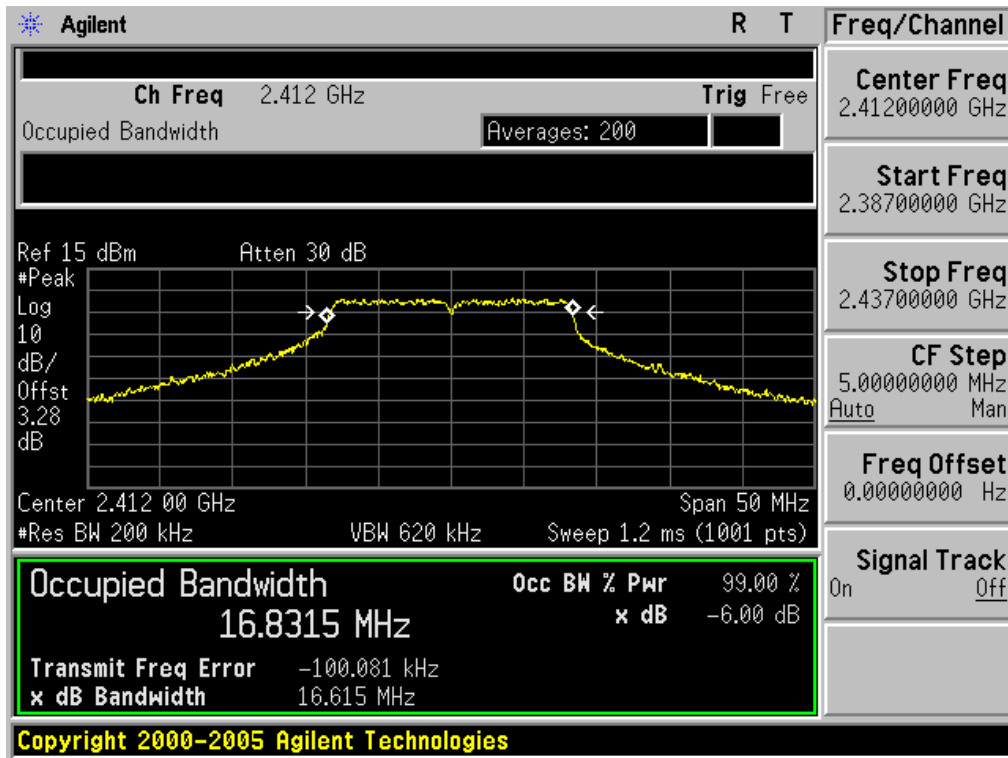 Agilent R T
Freq/Channel
Ch Freq 2.412 GHz Trig Free
Occupied Bandwidth Averages: 200
Ref 15 dBm Atten 30 dB
#Peak
Log
10
dB/
Offst
3.28
dB
Center 2.412 00 GHz Span 50 MHz
#Res BW 200 kHz VBW 620 kHz Sweep 1.2 ms (1001 pts)
Occupied Bandwidth Occ BW % Pwr 99.00 %
16.8315 MHz x dB -6.00 dB
Transmit Freq Error -100.081 kHz
x dB Bandwidth 16.615 MHz
Center Freq
2.41200000 GHz
Start Freq
2.38700000 GHz
Stop Freq
2.43700000 GHz
CF Step
5.00000000 MHz
Auto Man
Freq Offset
0.00000000 Hz
Signal Track
On Off
Copyright 2000-2005 Agilent Technologies